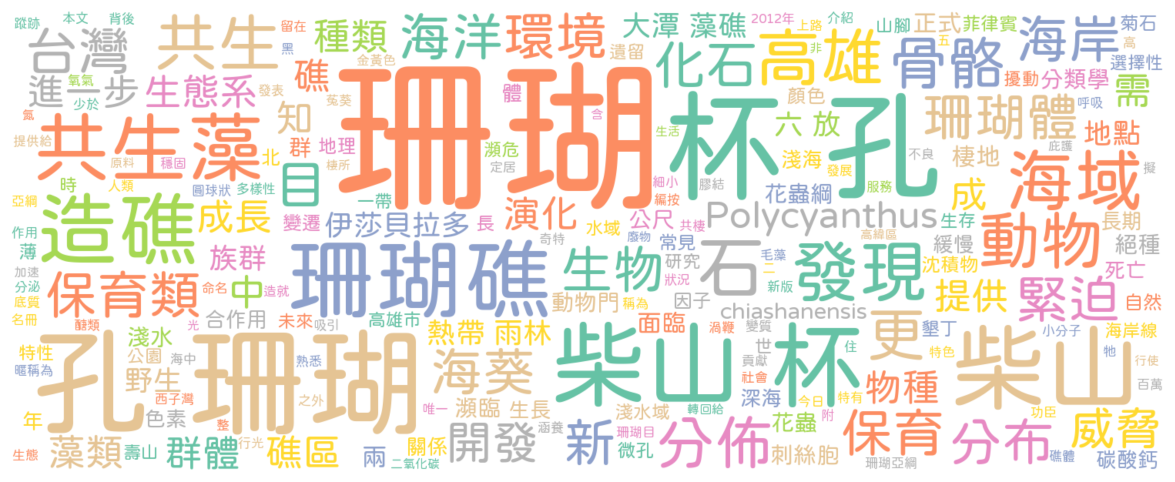 蹤跡 本文 背後 留在 2012年 上路 介紹 山腳 正式 菲律賓 菊石
台灣 共生 種類 海洋 環境 大潭 藻礁 高雄 非 五 骨骼 海岸 高
黑 金黃色 遺留 化石 選擇性
進一步 氧氣 生態系 礁 體 顏色 擾動 分類學 需
少於 發表 菟葵 珊瑚 杯孔 呼吸
氮 共生藻 知 含 六放 珊瑚體 地點
提供給 原料 穩固 北 群 地理 瀕危 生活 淺海 不良 棲地 庇護
人類 棲所 定居 發展 擬
時 圓球狀 多樣性 目 細小 膠結 花蟲綱 服務 成 海域
亞綱 造礁 成長 一帶 編按 Polycyanthus 生存 長期
作用 變遷 伊莎貝拉多 長 演化 水域 公尺 共棲 高緯區 動物
薄 族群 奇特 廢物 常見 毛藻 緩慢 絕種
加速 珊瑚礁 生物 研究 石 二 發現 沈積物 死亡
分泌 保育類 中 造就 狀況 新版 提供 緊迫 自然
底質 命名 動物門 稱為 因子 chiashanensis
名冊 醣類 光 合作用 未來 吸引 高雄市 熱帶 雨林 面臨 渦鞭 變質 更 墾丁 小分子 海岸線
特性 淺水 孔珊瑚 柴山杯 世 住 特色 柴山 牠
暱稱為 公園 海中 熟悉 海葵 貢獻 行使
野生 社會 物種 百萬
年 西子灣 之外 唯一 瀕臨 生長 淺水域 深海 今日 特有
色素 整 轉回給 花蟲 附 保育 功臣 威脅
生態 藻類 壽山 群體 行光 礁區 兩 關係 涵養 開發 新 珊瑚目 分佈 分布
二氧化碳 微孔 刺絲胞 珊瑚亞綱 礁體 碳酸鈣